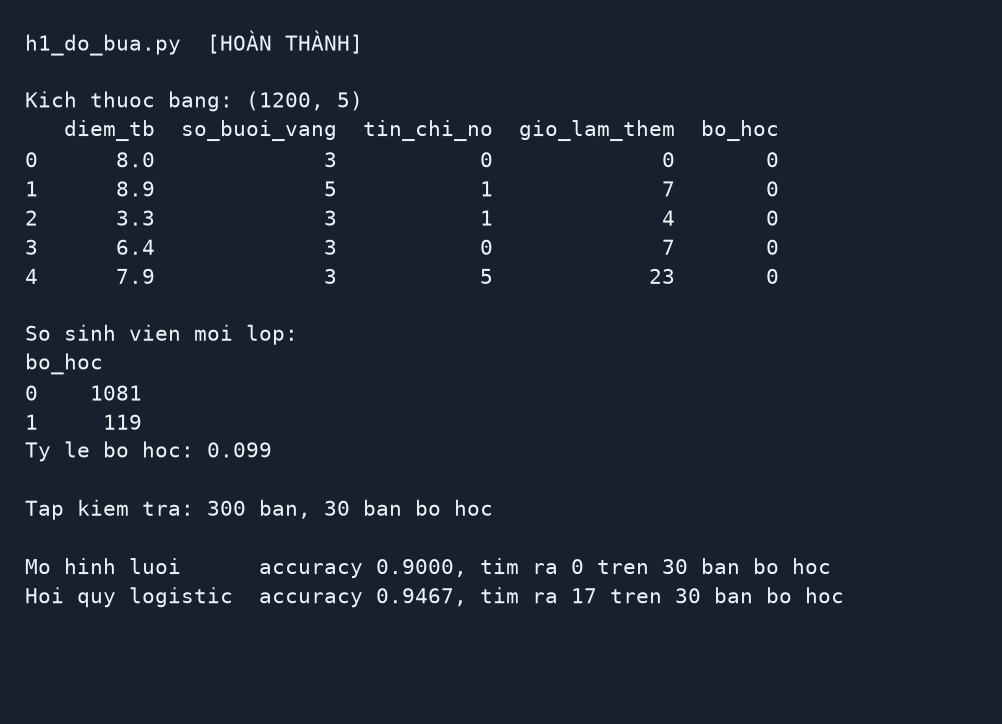 h1_do_bua.py  [HOÀN THÀNH]
Kich thuoc bang: (1200, 5)
   diem_tb  so_buoi_vang  tin_chi_no  gio_lam_them  bo_hoc
0      8.0             3           0             0       0
1      8.9             5           1             7       0
2      3.3             3           1             4       0
3      6.4             3           0             7       0
4      7.9             3           5            23       0
So sinh vien moi lop:
bo_hoc
0    1081
1     119
Ty le bo hoc: 0.099
Tap kiem tra: 300 ban, 30 ban bo hoc
Mo hinh luoi      accuracy 0.9000, tim ra 0 tren 30 ban bo hoc
Hoi quy logistic  accuracy 0.9467, tim ra 17 tren 30 ban bo hoc